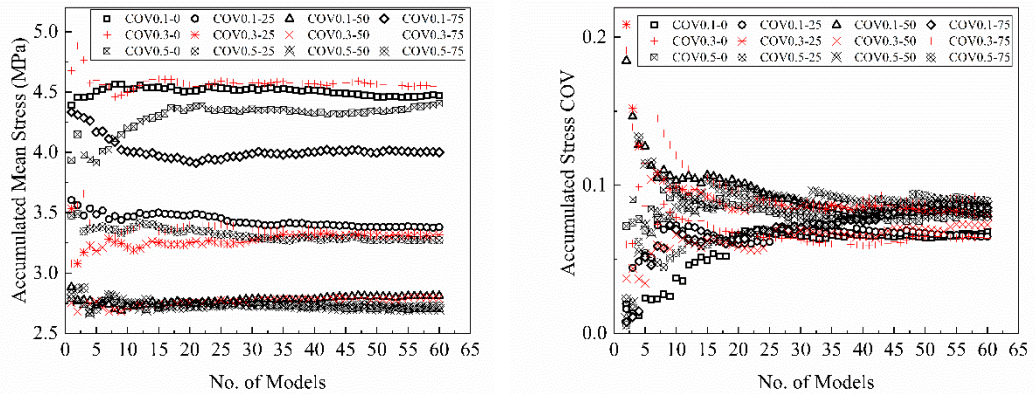 Accumulated Mean Stress (MPa)
5.0
4.5
4.0
3.5
3.0
2.5
COV0.1-0 COV0.1-25 COV0.1-50 COV0.1-75
COV0.3-0 COV0.3-25 COV0.3-50 COV0.3-75
COV0.5-0 COV0.5-25 COV0.5-50 COV0.5-75
0 5 10 15 20 25 30 35 40 45 50 55 60 65
No. of Models
Accumulated Stress COV
0.2
0.1
0.0
COV0.1-0 COV0.1-25 COV0.1-50 COV0.1-75
COV0.3-0 COV0.3-25 COV0.3-50 COV0.3-75
COV0.5-0 COV0.5-25 COV0.5-50 COV0.5-75
0 5 10 15 20 25 30 35 40 45 50 55 60 65
No. of Models